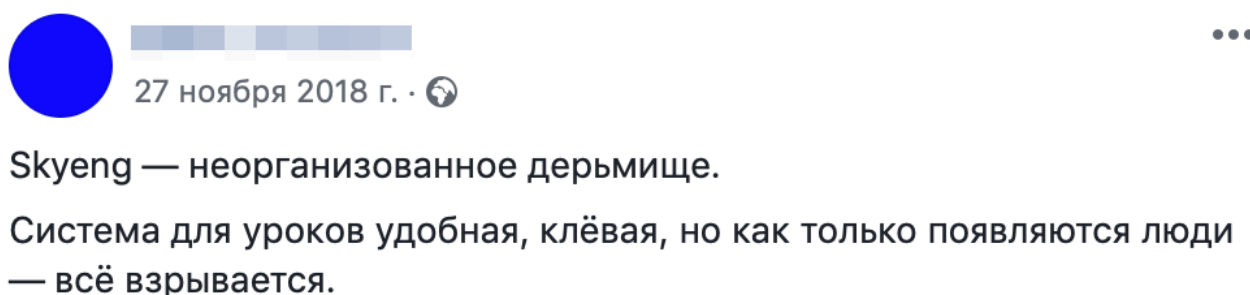 27 ноября 2018 г. ·
Skyeng — неорганизованное дерьмище.
Система для уроков удобная, клёвая, но как только появляются люди
— всё взрывается.